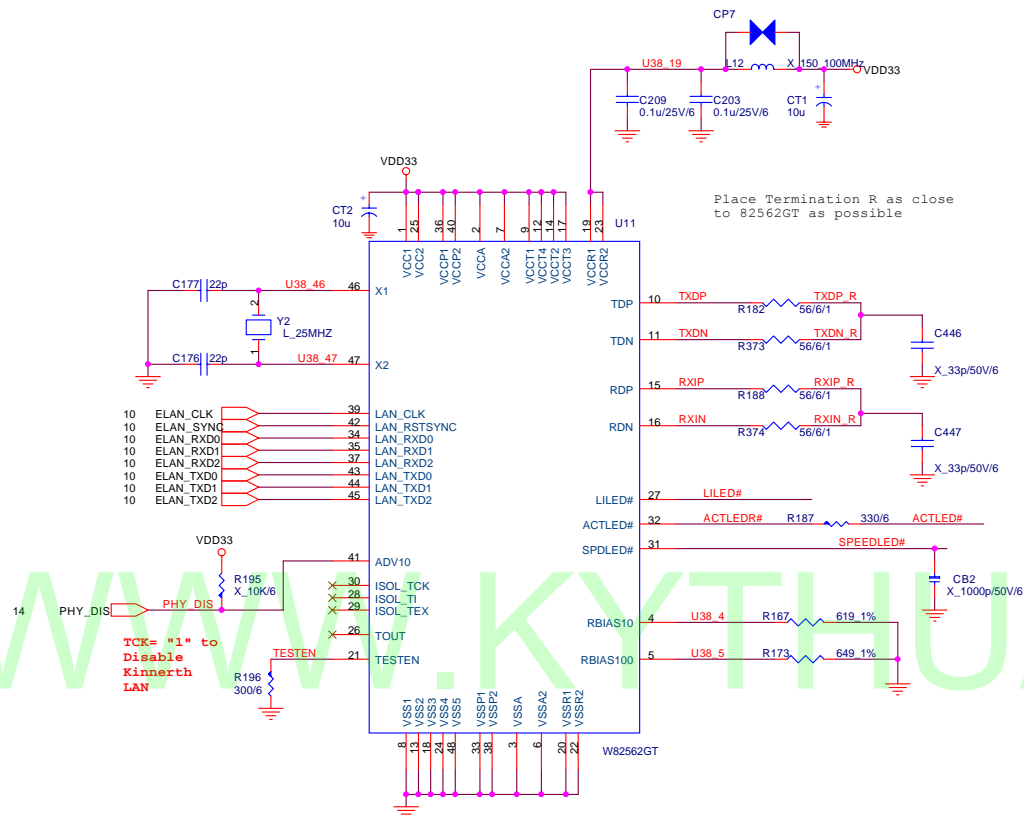 CP7
U38_19
L12
X_150_100MHz
VDD33
C209
0.1u/25V/6
C203
0.1u/25V/6
+
CT1
10u
VDD33
+
CT2
10u
Place Termination R as close
to 82562GT as possible
1
25
36
40
2
7
9
12
14
17
19
23
U11
VCC1
VCC2
VCCP1
VCCP2
VCCA
VCCA2
VCCT1
VCCT4
VCCT2
VCCT3
VCCR1
VCCR2
C177
22p
U38_46
46
X1
2
Y2
L_25MHZ
1
C176
22p
U38_47
47
X2
TDP
10
TXDP
R182
56/6/1
TXDP_R
TDN
11
TXDN
R373
56/6/1
TXDN_R
C446
X_33p/50V/6
RDP
15
RXIP
R188
56/6/1
RXIP_R
RDN
16
RXIN
R374
56/6/1
RXIN_R
C447
X_33p/50V/6
10 ELAN_CLK 39 LAN_CLK
10 ELAN_SYNC 42 LAN_RSTSYNC
10 ELAN_RXD0 34 LAN_RXD0
10 ELAN_RXD1 35 LAN_RXD1
10 ELAN_RXD2 37 LAN_RXD2
10 ELAN_TXD0 43 LAN_TXD0
10 ELAN_TXD1 44 LAN_TXD1
10 ELAN_TXD2 45 LAN_TXD2
LILED# 27 LILED#
ACTLED# 32 ACTLEDR# R187 330/6 ACTLED#
SPDLED# 31 SPEEDLED#
CB2
X_1000p/50V/6
VDD33
R195
X_10K/6
41 ADV10
30 ISOL_TCK
28 ISOL_TI
29 ISOL_TEX
26 TOUT
14 PHY_DIS PHY_DIS
TCK= "1" to
Disable
Kinnerth
LAN
TESTEN 21 TESTEN
R196
300/6
RBIAS10 4 U38_4 R167 619_1%
RBIAS100 5 U38_5 R173 649_1%
WWW.KYTHUA
VSS1
VSS2
VSS3
VSS4
VSS5
VSSP1
VSSP2
VSSA
VSSA2
VSSR1
VSSR2
8
13
18
24
48
33
38
3
6
20
22
W82562GT